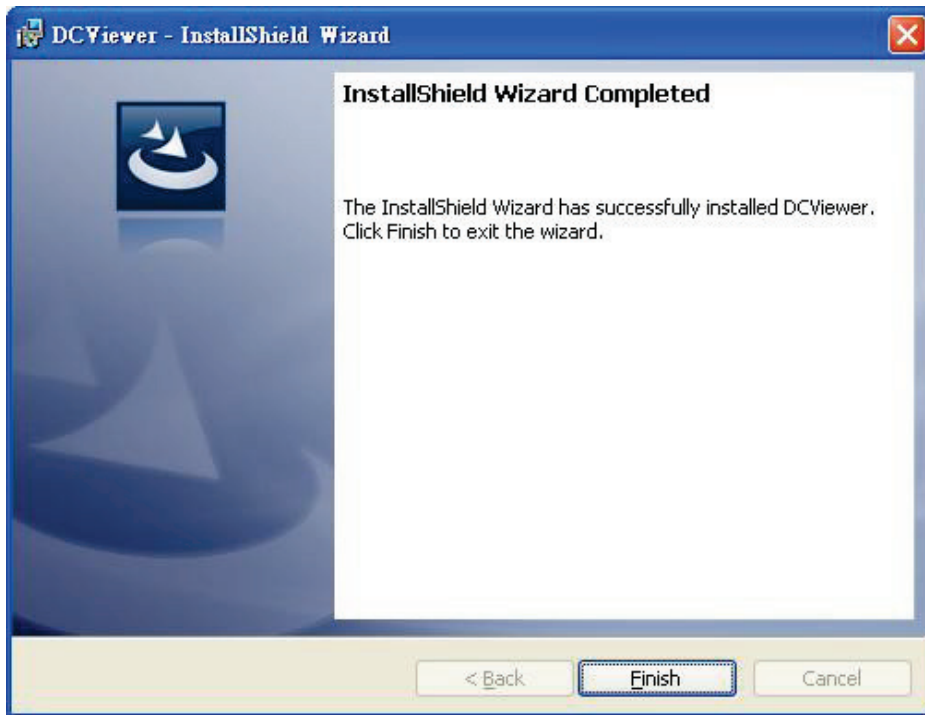 DCViewer - InstallShield Wizard
InstallShield Wizard Completed
The InstallShield Wizard has successfully installed DCViewer.
Click Finish to exit the wizard.
< Back
Finish
Cancel